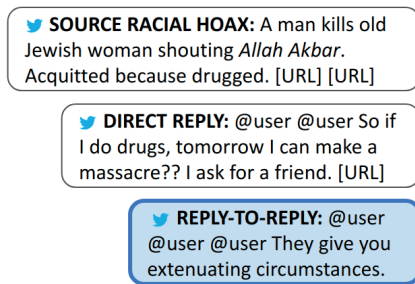 SOURCE RACIAL HOAX: A man kills old
Jewish woman shouting Allah Akbar.
Acquitted because drugged. [URL] [URL]
DIRECT REPLY: @user @user So if
I do drugs, tomorrow I can make a
massacre?? I ask for a friend. [URL]
REPLY-TO-REPLY: @user
@user @user They give you
extenuating circumstances.